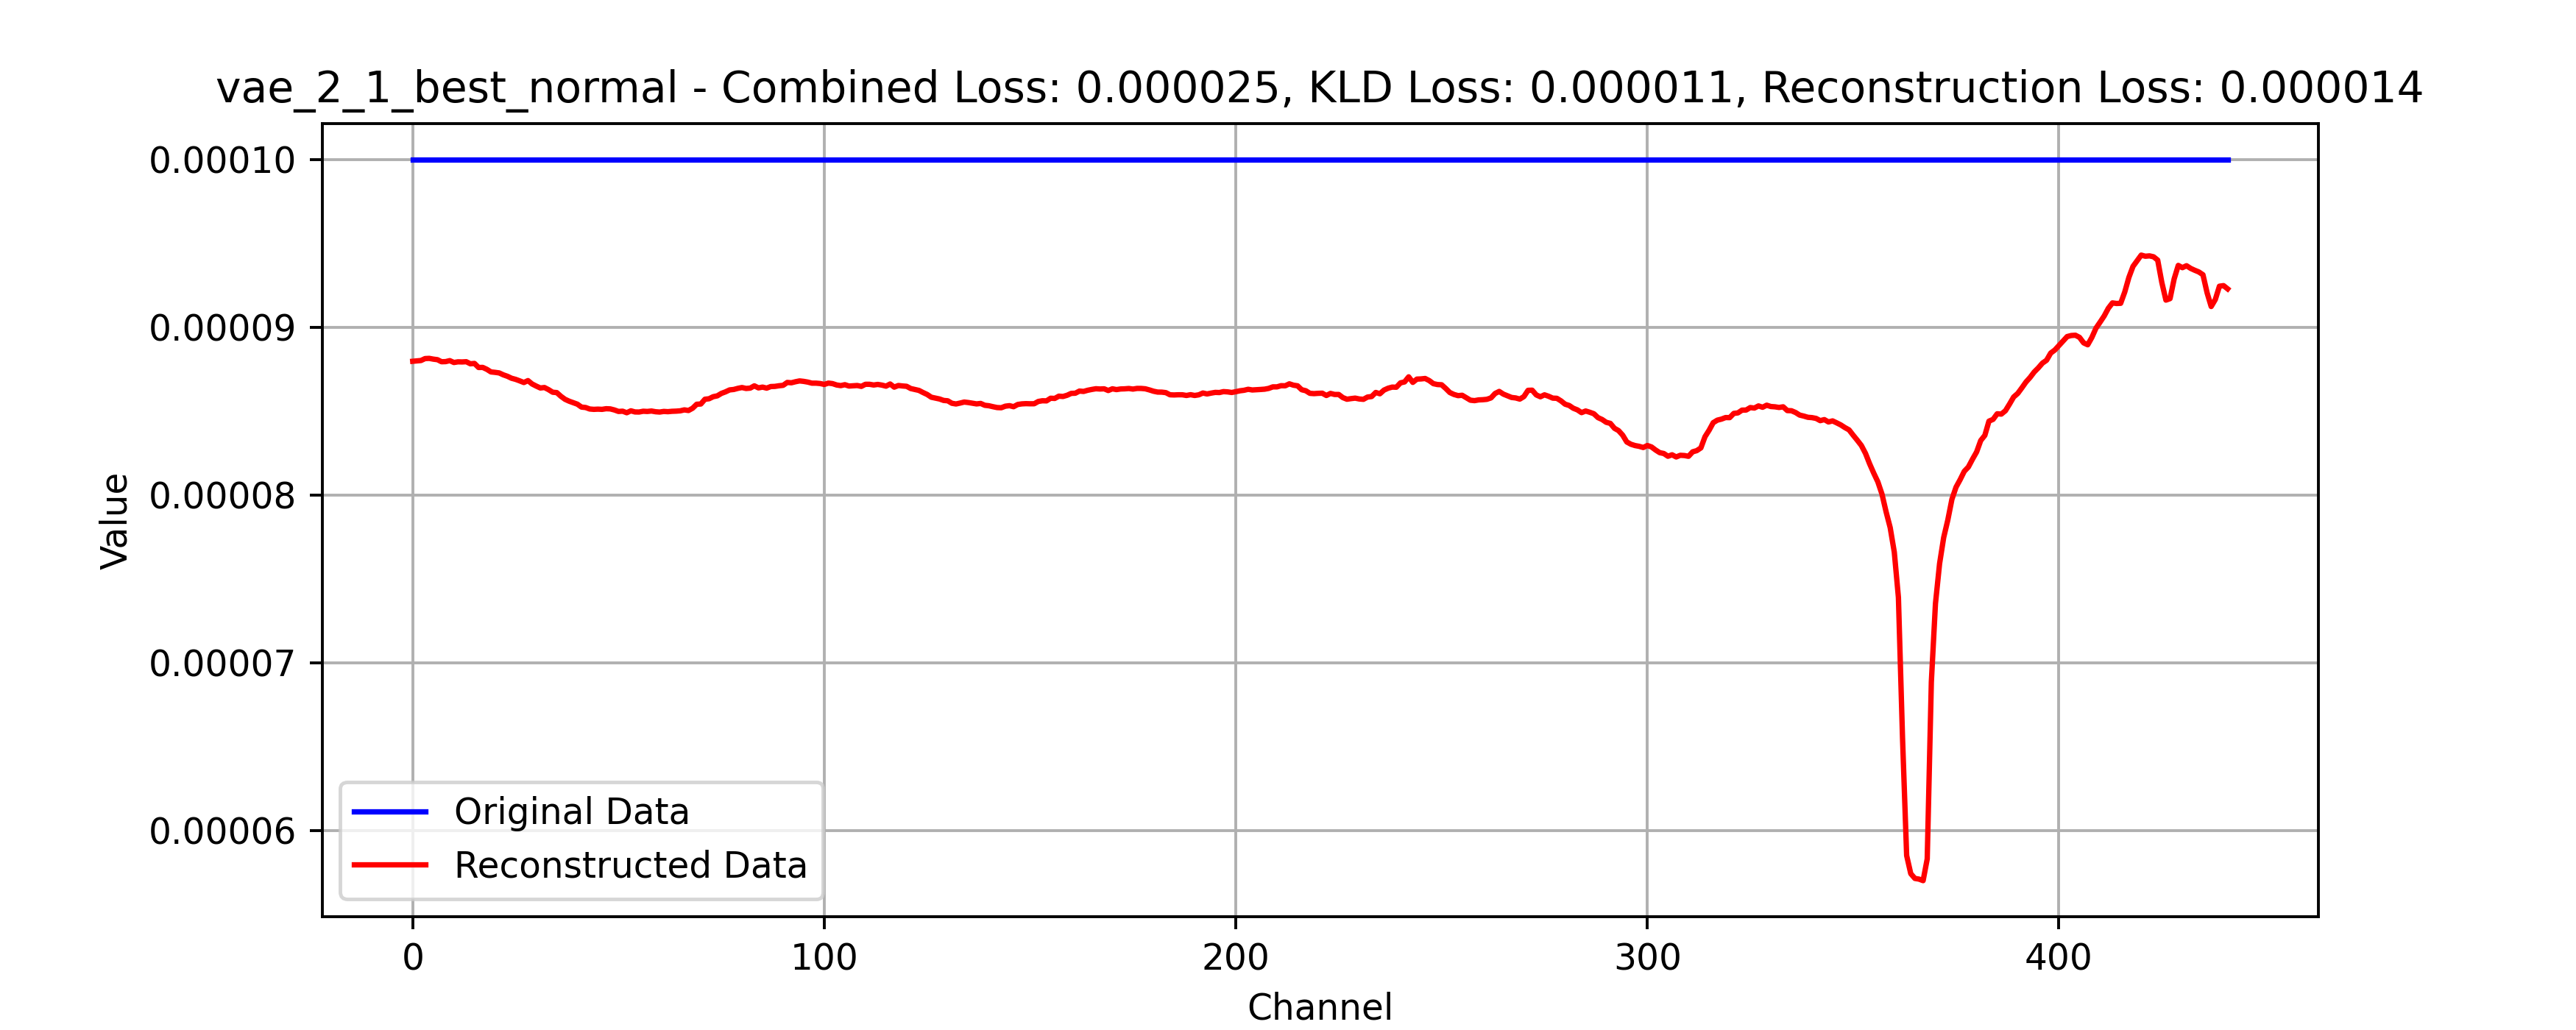 vae_2_1_best_normal - Combined Loss: 0.000025, KLD Loss: 0.000011, Reconstruction Loss: 0.000014
0.00010
0.00009
0.00008
0.00007
0.00006
Value
Original Data
Reconstructed Data
0 100 200 300 400
Channel